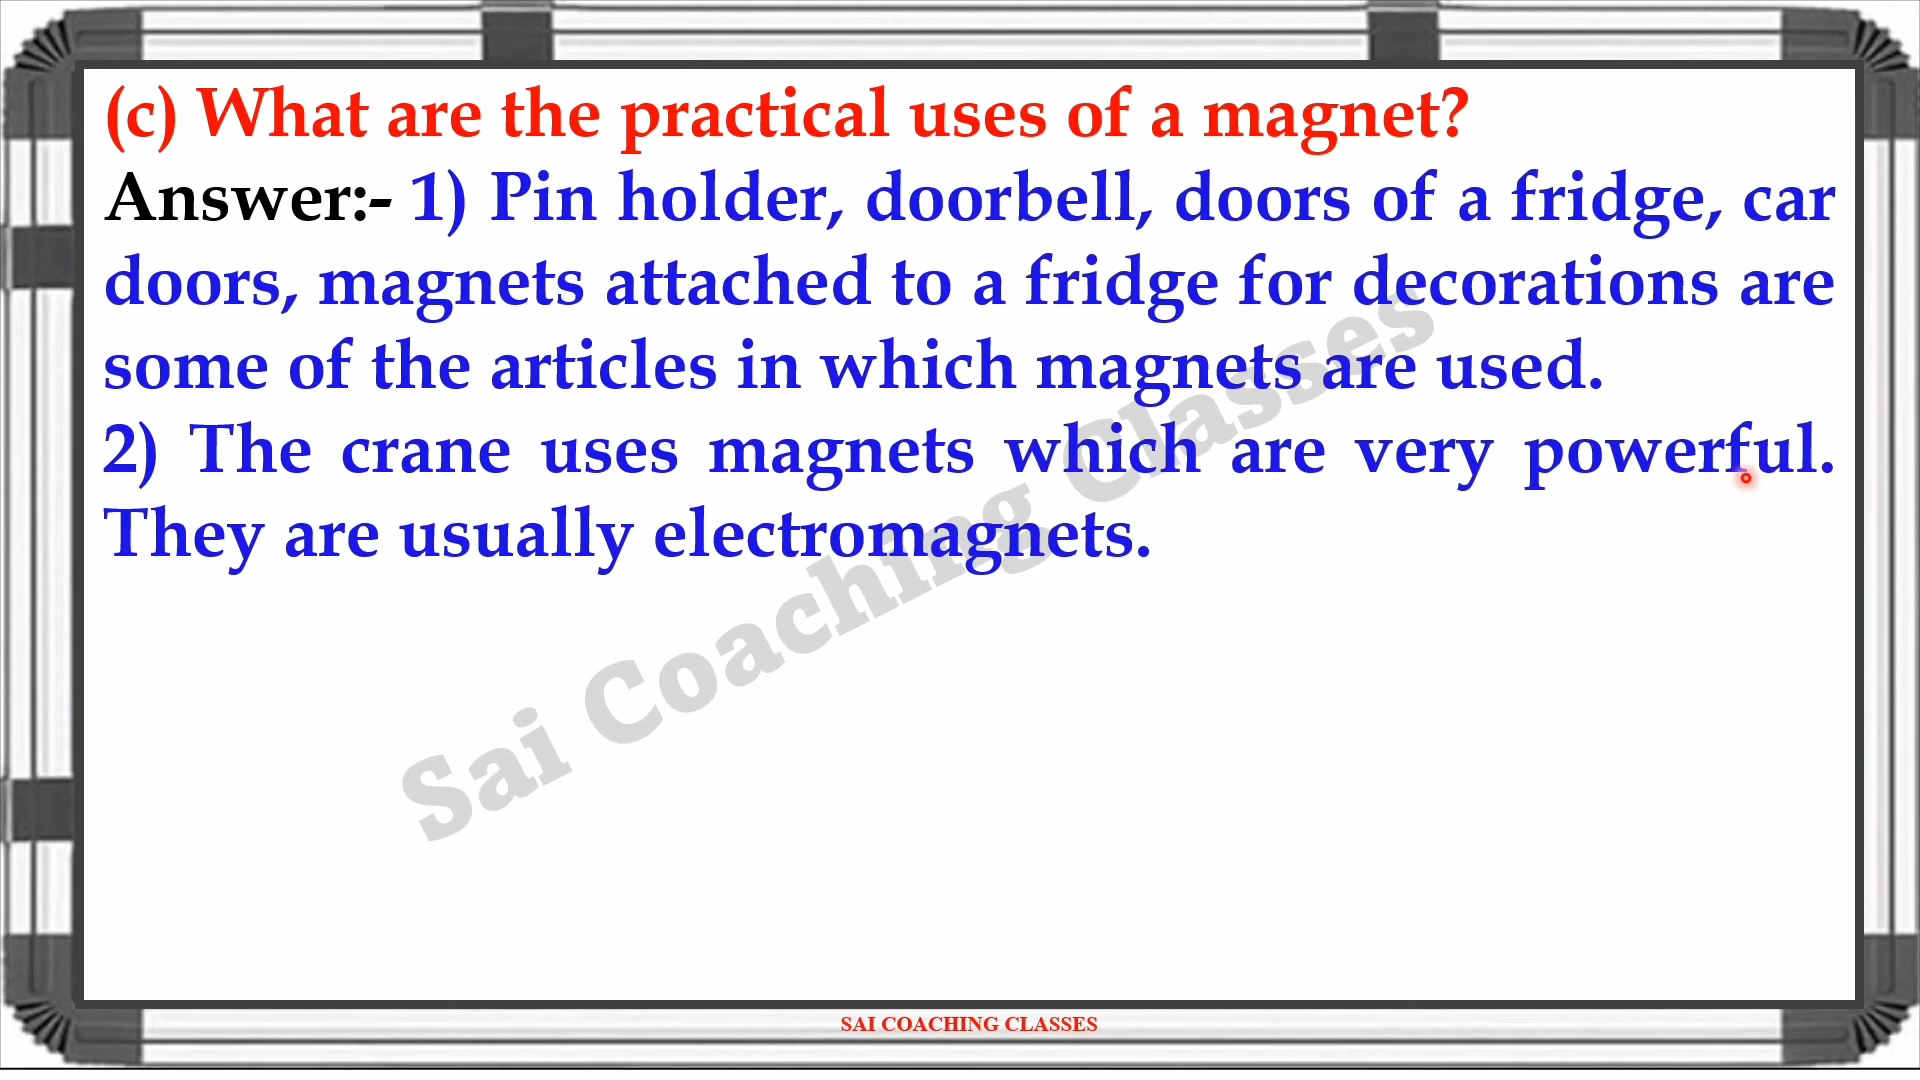 (c) What are the practical uses of a magnet?
Answer:- 1) Pin holder, doorbell, doors of a fridge, car
doors, magnets attached to a fridge for decorations are
some of the articles in which magnets are used.
2) The crane uses magnets which are very powerful.
They are usually electromagnets.
Sai Coaching Classes
SAI COACHING CLASSES